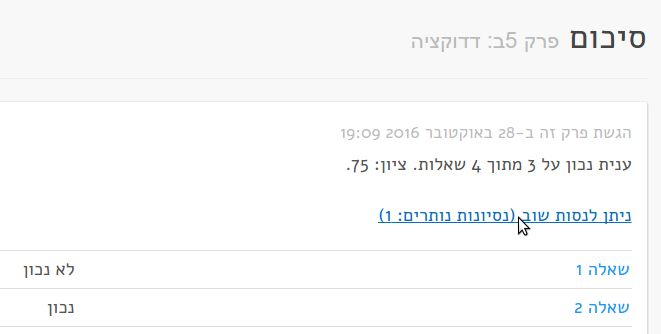 סיכום פרק 5ב: דדוקציה
הגשת פרק זה ב-28 באוקטובר 2016 19:09
ענית נכון על 3 מתוך 4 שאלות. ציון: 75.
ניתן לנסות שוב (נסיונות נותרים: 1)
שאלה 1 לא נכון
שאלה 2 נכון